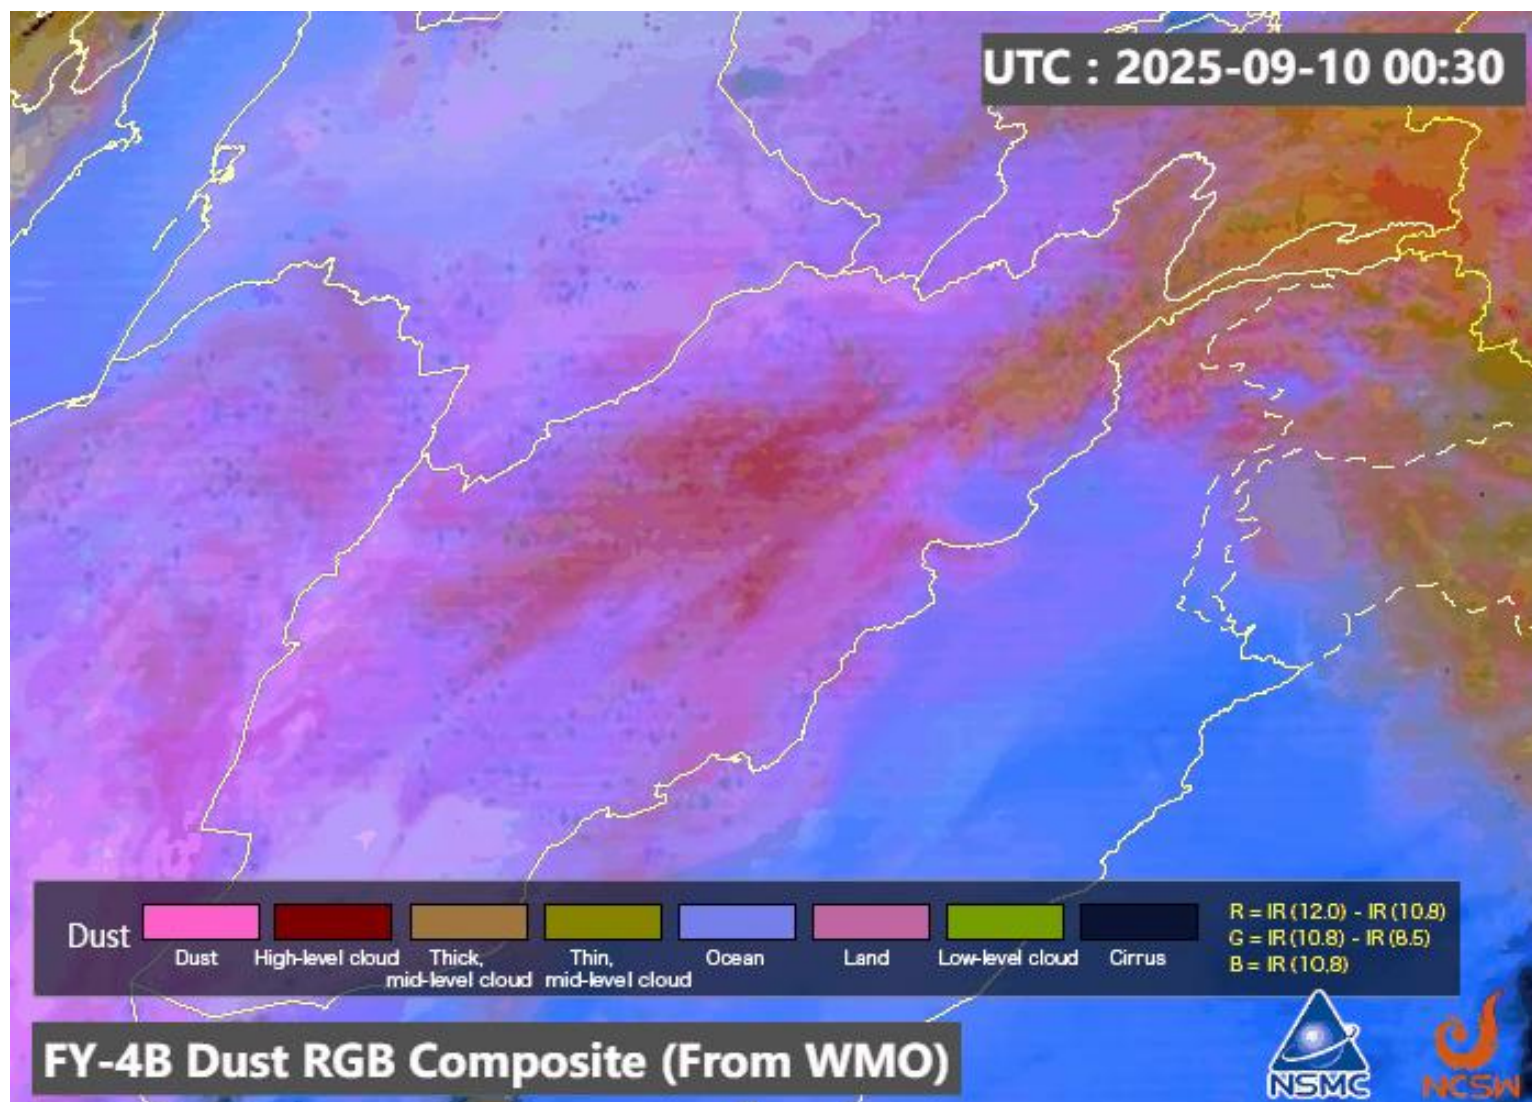 UTC : 2025-09-10 00:30
Dust
Dust
High-level cloud
Thick,
mid-level cloud
Thin,
mid-level cloud
Ocean
Land
Low-level cloud
Cirrus
R = IR (12.0) - IR (10.8)
G = IR (10.8) - IR (8.5)
B = IR (10.8)
FY-4B Dust RGB Composite (From WMO)
NSMC
NCSW